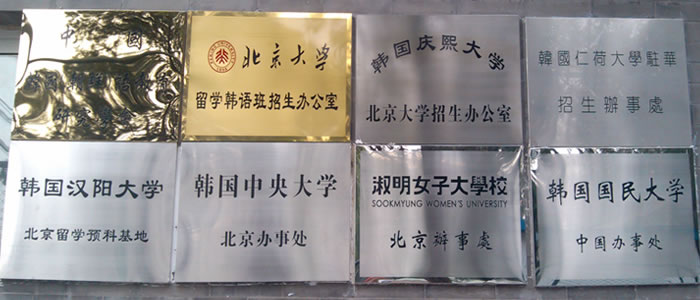 中 國
北京大学
留学韩语班招生办公室
韩国庆熙大学
北京大学招生办公室
韓國仁荷大學駐華
招生辦事處
韩国汉阳大学
北京留学预科基地
韩国中央大学
北京办事处
淑明女子大學校
SOOKMYUNG WOMEN'S UNIVERSITY
北京辦事處
韩国国民大学
中国办事处